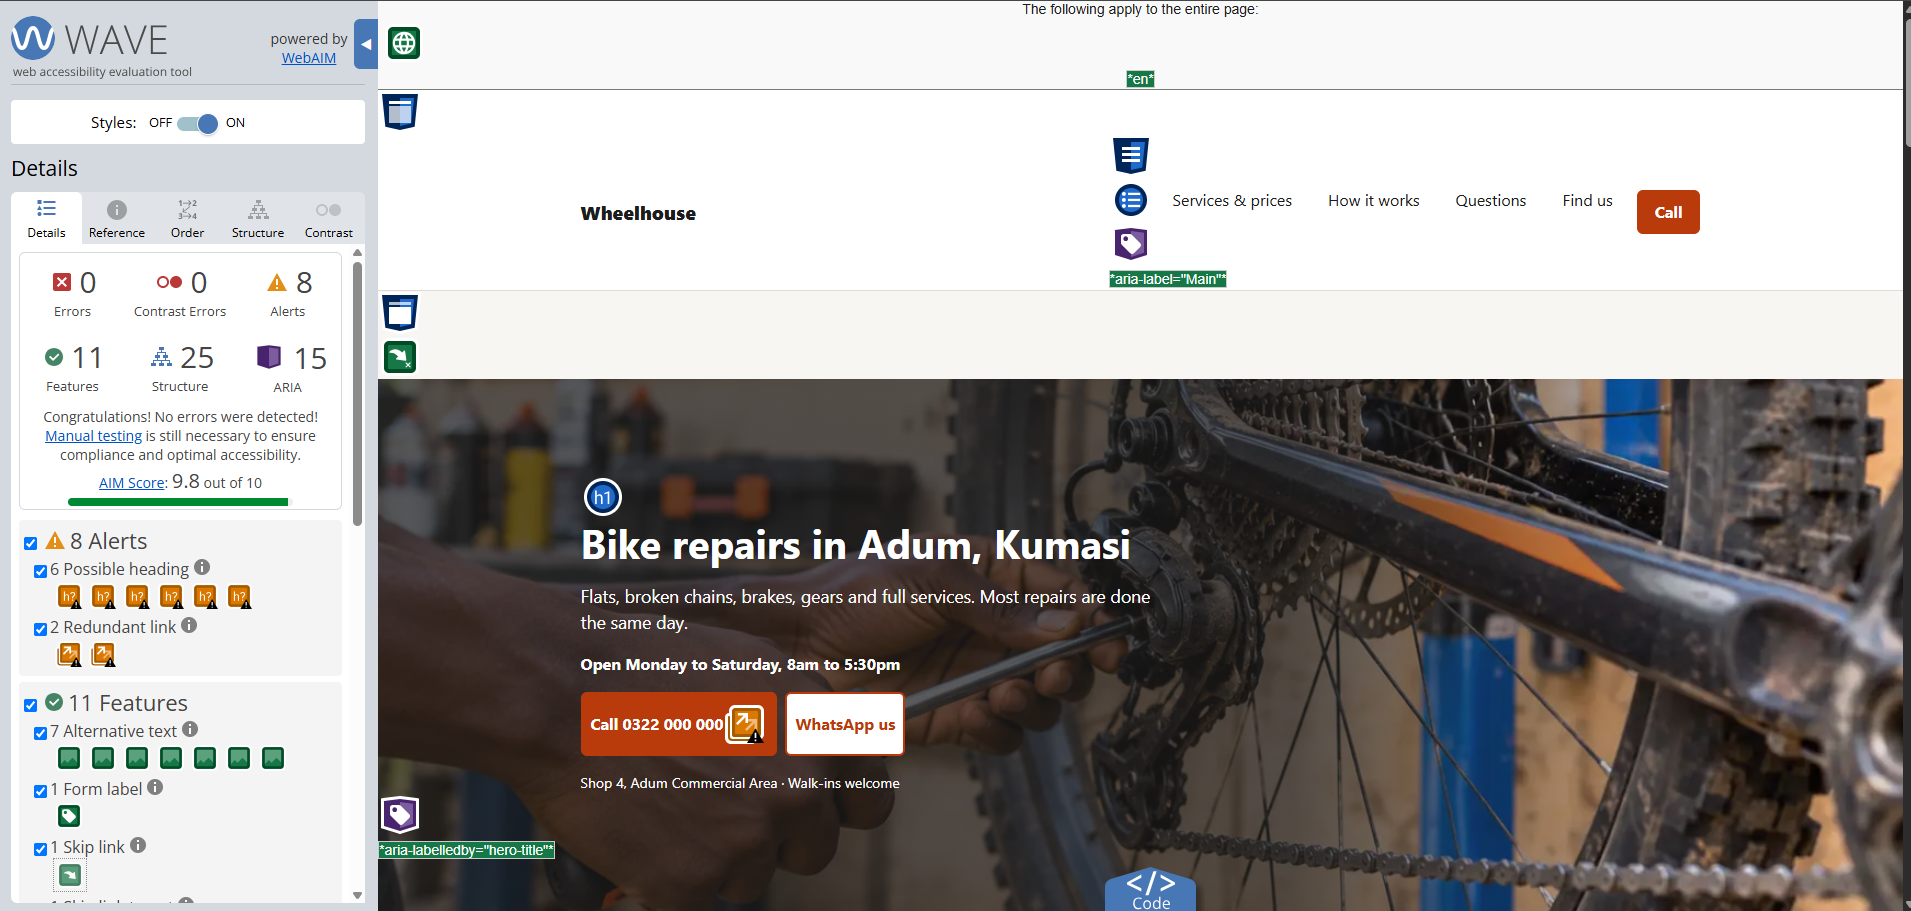 WAVE
web accessibility evaluation tool
powered by
WebAIM
Styles: OFF ON
Details
Details
Reference
Order
Structure
Contrast
0
Errors
0
Contrast Errors
8
Alerts
11
Features
25
Structure
15
ARIA
Congratulations! No errors were detected!
Manual testing is still necessary to ensure
compliance and optimal accessibility.
AIM Score: 9.8 out of 10
8 Alerts
6 Possible heading
h? h? h? h? h? h?
2 Redundant link
11 Features
7 Alternative text
1 Form label
1 Skip link
The following apply to the entire page:
*en*
Wheelhouse
Services & prices
How it works
Questions
Find us
Call
*aria-label="Main"*
h1
Bike repairs in Adum, Kumasi
Flats, broken chains, brakes, gears and full services. Most repairs are done
the same day.
Open Monday to Saturday, 8am to 5:30pm
Call 0322 000 000
WhatsApp us
Shop 4, Adum Commercial Area · Walk-ins welcome
*aria-labelledby="hero-title"*
</> Code